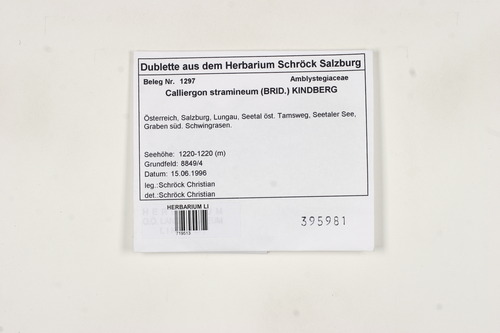 Dublette aus dem Herbarium Schröck Salzburg
Beleg Nr. 1297 Amblystegiaceae
Calliergon stramineum (BRID.) KINDBERG
Österreich, Salzburg, Lungau, Seetal öst. Tamsweg, Seetaler See,
Graben süd. Schwingrasen.
Seehöhe: 1220-1220 (m)
Grundfeld: 8849/4
Datum: 15.06.1996
leg.:Schröck Christian
det.:Schröck Christian
HERBARIUM LI
395981